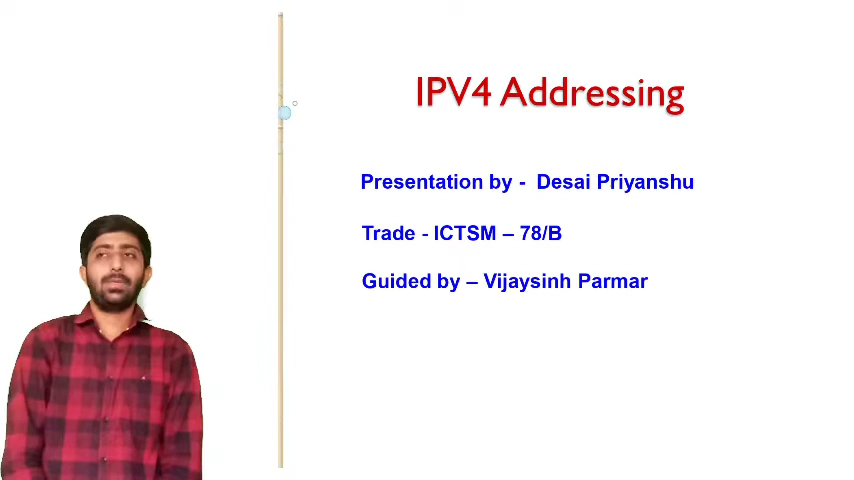 IPV4 Addressing
Presentation by - Desai Priyanshu
Trade - ICTSM – 78/B
Guided by – Vijaysinh Parmar